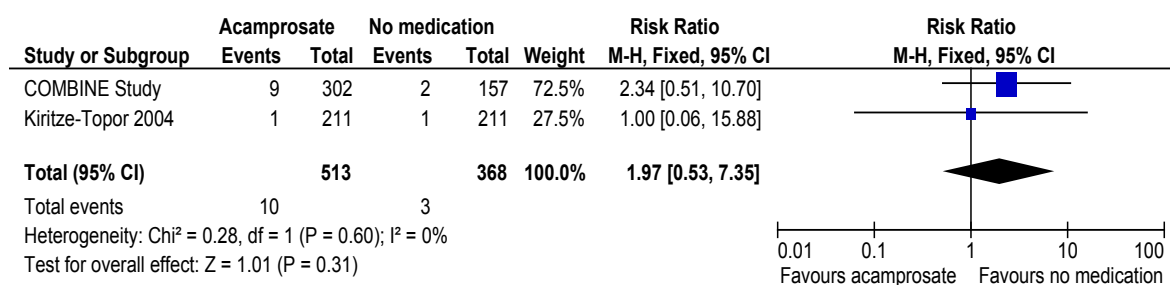 Acamprosate No medication Risk Ratio Risk Ratio
Study or Subgroup Events Total Events Total Weight M-H, Fixed, 95% CI M-H, Fixed, 95% CI
COMBINE Study 9 302 2 157 72.5% 2.34 [0.51, 10.70]
Kiritze-Topor 2004 1 211 1 211 27.5% 1.00 [0.06, 15.88]
Total (95% CI) 513 368 100.0% 1.97 [0.53, 7.35]
Total events 10 3
Heterogeneity: Chi² = 0.28, df = 1 (P = 0.60); I² = 0%
Test for overall effect: Z = 1.01 (P = 0.31)
0.01 0.1 1 10 100
Favours acamprosate Favours no medication